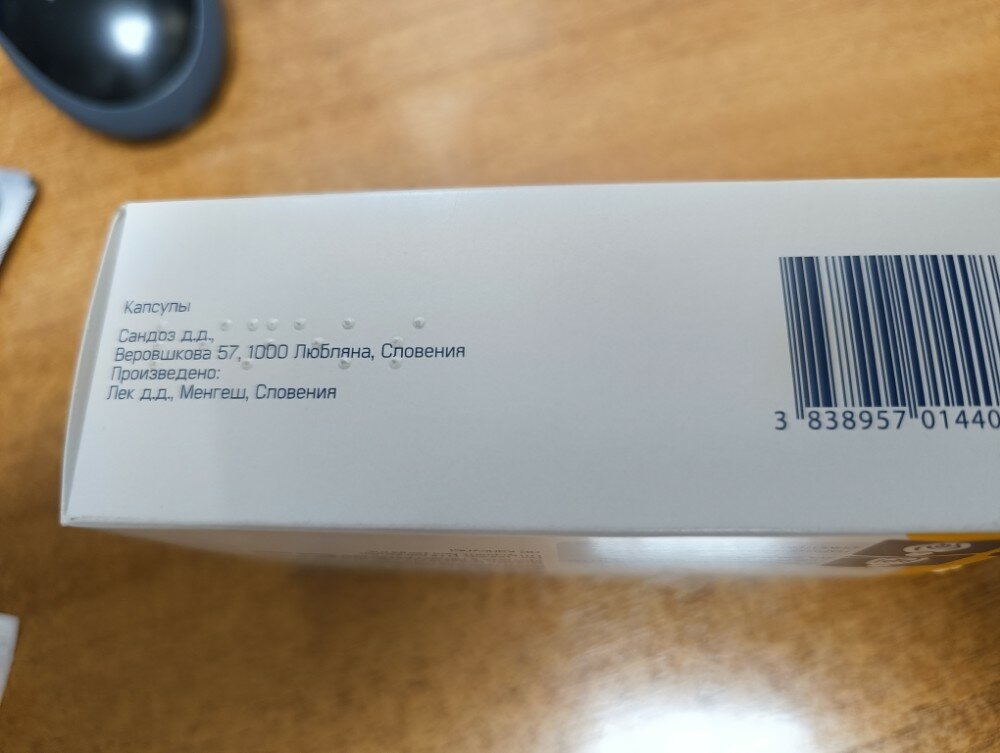 Капсулы
Сандоз д.д.,
Веровшкова 57, 1000 Любляна, Словения
Произведено:
Лек д.д., Менгеш, Словения
3 838957 01440